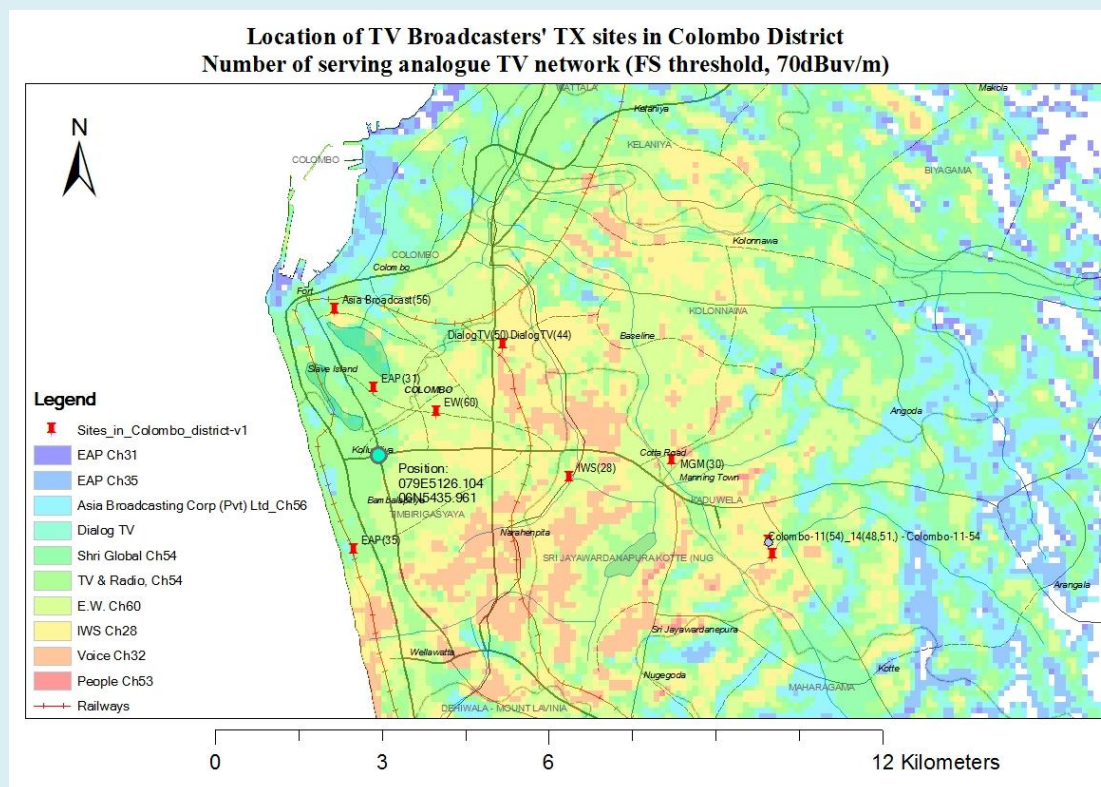 Location of TV Broadcasters' TX sites in Colombo District
Number of serving analogue TV network (FS threshold, 70dBuv/m)
N
WATTALA
Kelaniya
Makola
COLOMBO
KELANIYA
BIYAGAMA
Kolonnawa
COLOMBO
Colombo
Fort
Asia Broadcast(56)
KOLONNAWA
DialogTV(50)
DialogTV(44)
Baseline
Slave Island
EAP(31)
COLOMBO
EW(60)
Angoda
Position:
079E5126.104
06N5435.961
Cotta Road
MGM(30)
IWS(28)
Manning Town
KADUWELA
EAP(35)
Narahenpita
Colombo-11(54)_14(48,51,) - Colombo-11-54
SRI JAYAWARDANAPURA KOTTE (NUG
Arangala
Sri Jayawardanepura
Wellawatta
Kotte
Nugegoda
MAHARAGAMA
DEHIWALA - MOUNT LAVINIA
Legend
Sites_in_Colombo_district-v1
EAP Ch31
EAP Ch35
Asia Broadcasting Corp (Pvt) Ltd_Ch56
Dialog TV
Shri Global Ch54
TV & Radio, Ch54
E.W. Ch60
IWS Ch28
Voice Ch32
People Ch53
Railways
0 3 6 12 Kilometers